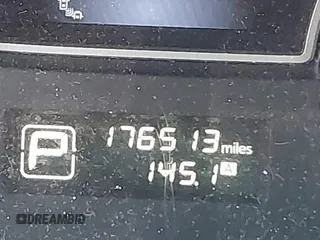 P
176513 miles
145.1 A
DREAMBID